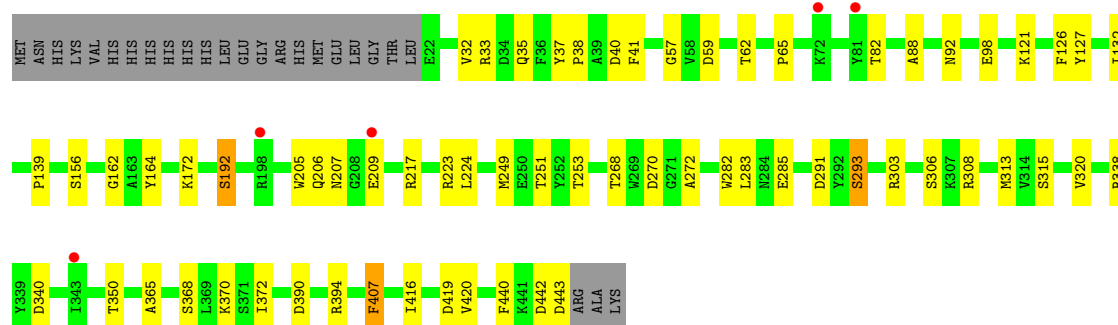 MET ASN HIS LYS VAL HIS HIS HIS HIS HIS HIS LEU GLU GLY ARG HIS MET GLU LEU GLY THR LEU E22 V32 R33 D34 Q35 F36 Y37 P38 A39 D40 F41 G57 V58 D59 T62 P65 K72 Y81 T82 A88 N92 E98 K121 F126 Y127
P139 S156 G162 A163 Y164 K172 S192 R198 W205 Q206 N207 G208 E209 R217 R223 L224 M249 E250 T251 Y252 T253 T268 W269 D270 G271 A272 W282 L283 N284 E285 D291 Y292 S293 R303 S306 K307 R308 M313 V314 S315 V320
Y339 D340 I343 T350 A365 S368 L369 K370 S371 I372 D390 R394 F407 I416 D419 V420 F440 K441 D442 D443 ARG ALA LYS